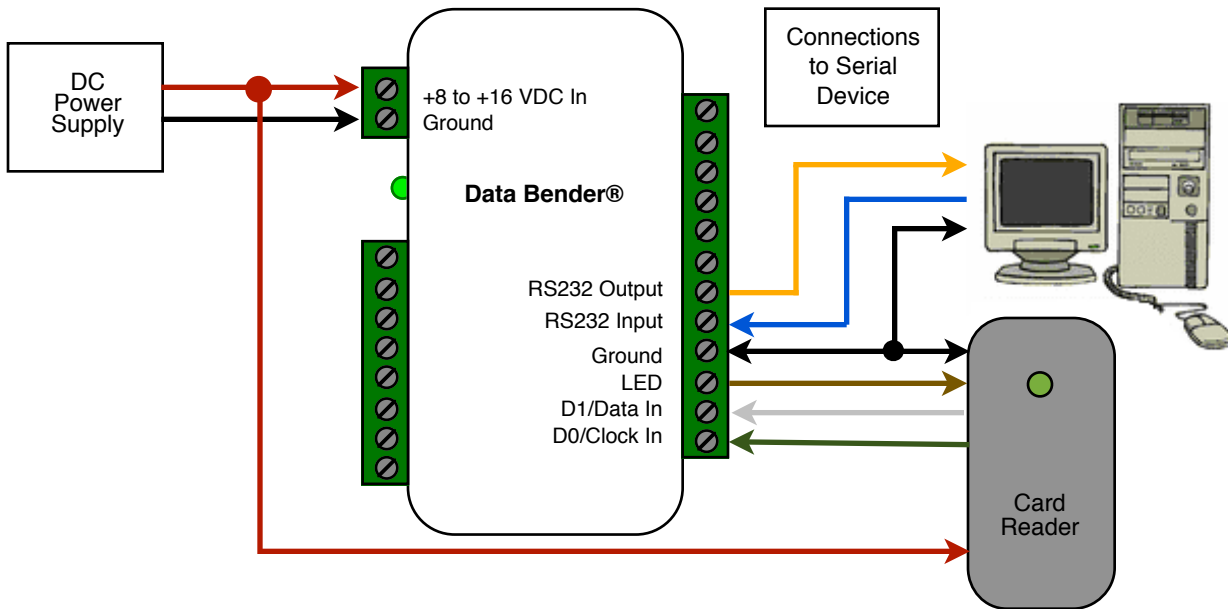 DC
Power
Supply
+8 to +16 VDC In
Ground
Data Bender®
Connections
to Serial
Device
RS232 Output
RS232 Input
Ground
LED
D1/Data In
D0/Clock In
Card
Reader